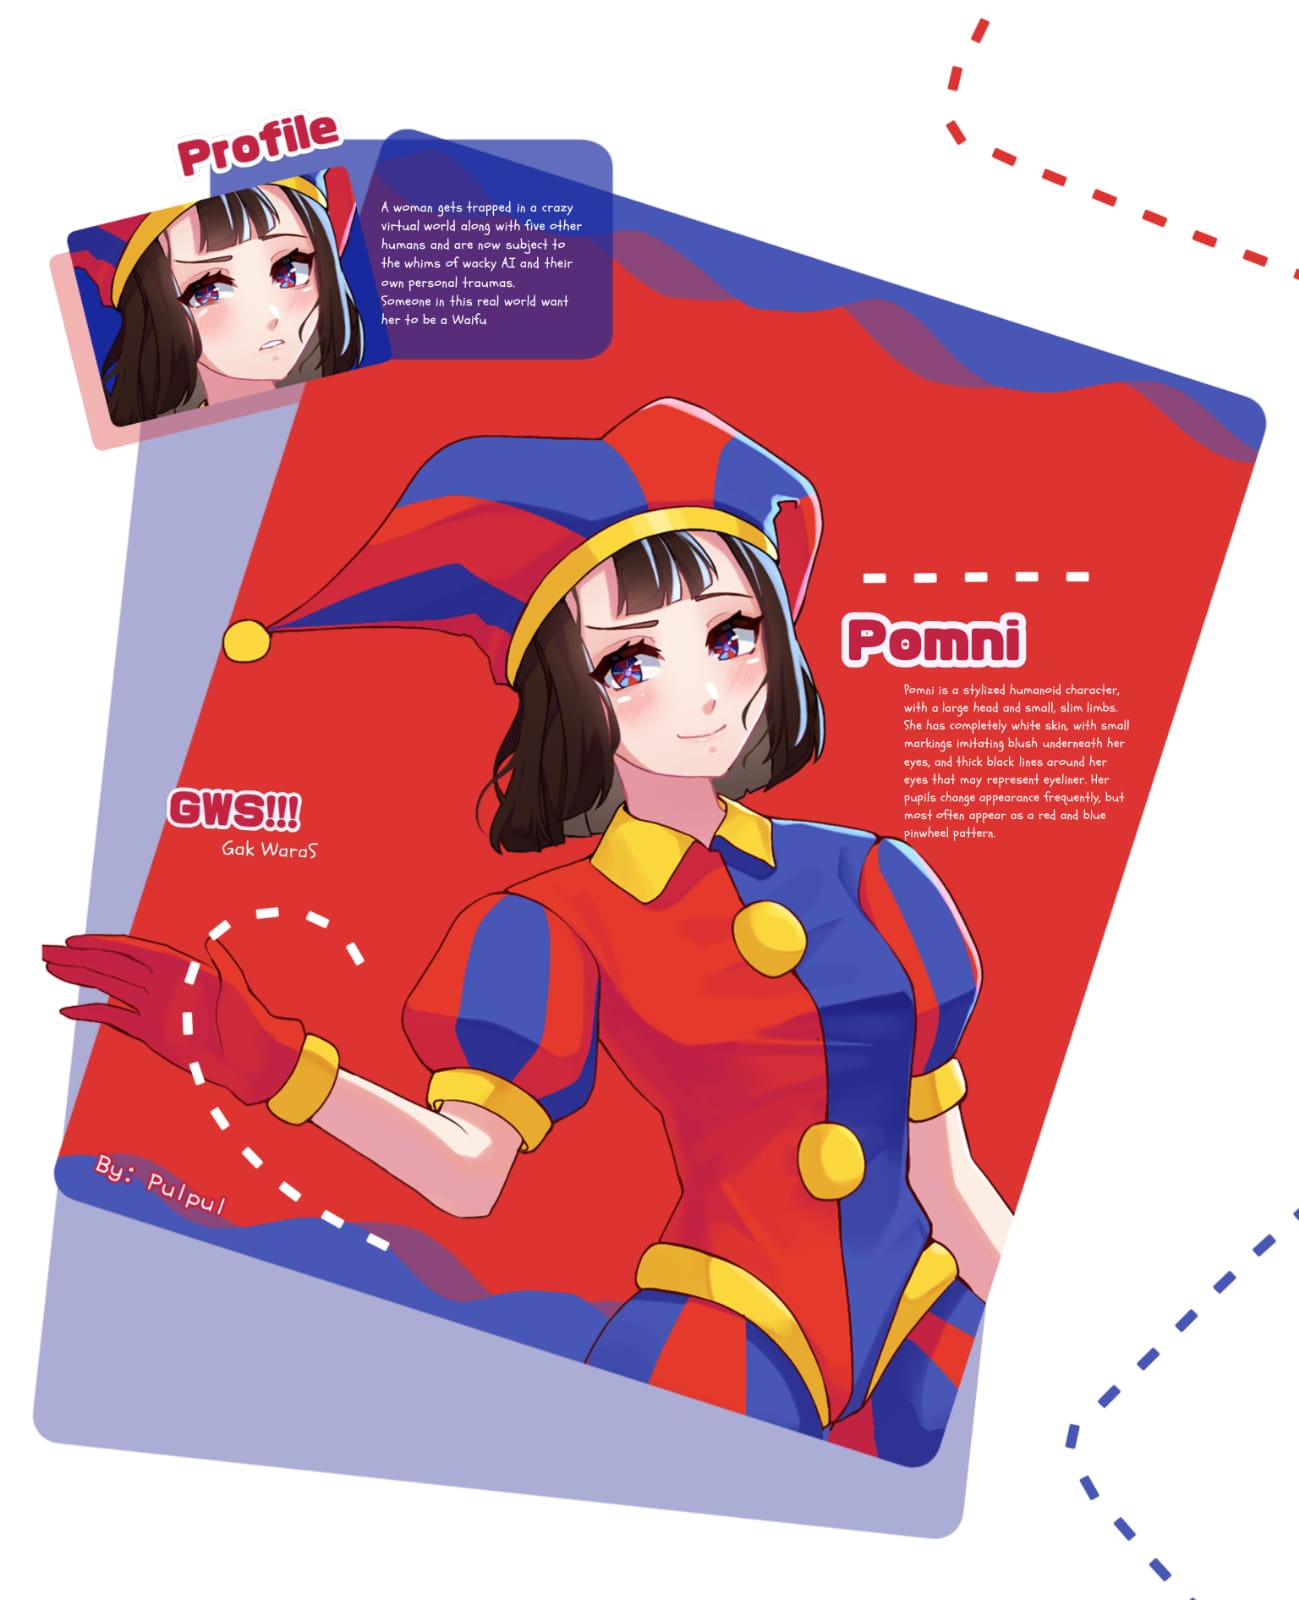 Profile
A woman gets trapped in a crazy
virtual world along with five other
humans and are now subject to
the whims of wacky AI and their
own personal traumas.
Someone in this real world want
her to be a Waifu
Pomni
Pomni is a stylized humanoid character,
with a large head and small, slim limbs.
She has completely white skin, with small
markings imitating blush underneath her
eyes, and thick black lines around her
eyes that may represent eyeliner. Her
pupils change appearance frequently, but
most often appear as a red and blue
pinwheel pattern.
GWS!!!
Gak WaraS
By: Pulpul